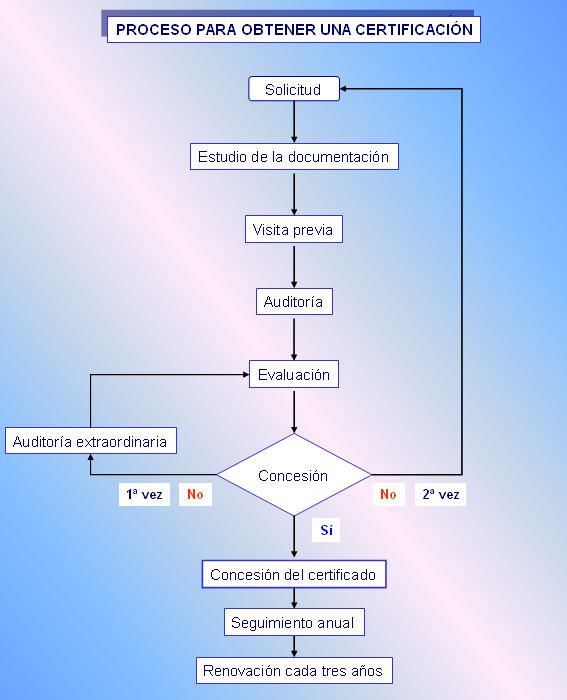 PROCESO PARA OBTENER UNA CERTIFICACIÓN
Solicitud
Estudio de la documentación
Visita previa
Auditoría
Evaluación
Auditoría extraordinaria
Concesión
1ª vez
No
No
2ª vez
Sí
Concesión del certificado
Seguimiento anual
Renovación cada tres años